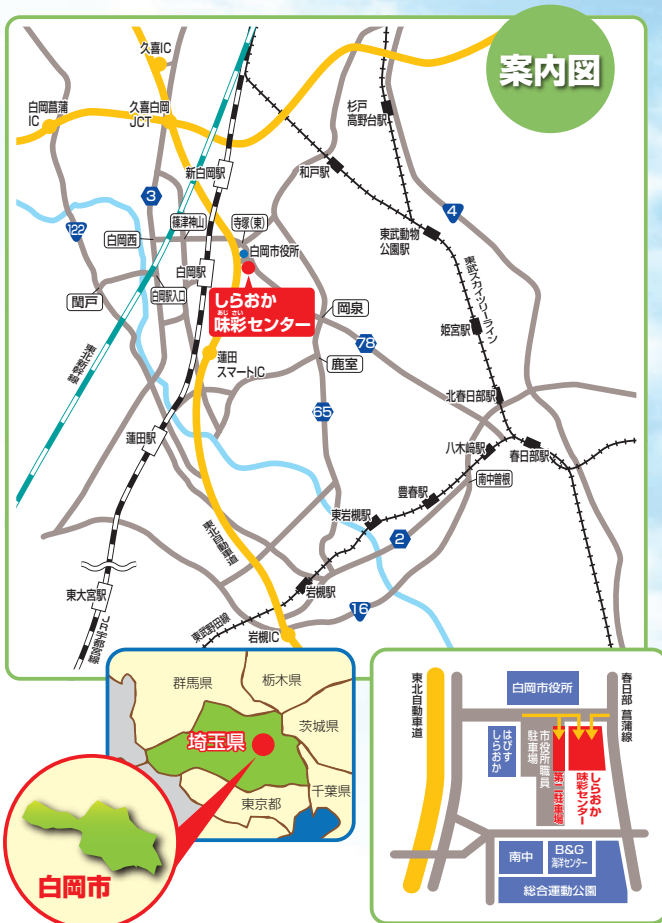 案内図
久喜IC
白岡菖蒲
IC
久喜白岡
JCT
杉戸
高野台駅
新白岡駅
和戸駅
3
4
122
篠津神山
寺塚(東)
白岡西
白岡市役所
東武動物
公園駅
白岡駅
東武スカイツリーライン
閏戸
白岡駅入口
しらおか
あじさい
味彩センター
岡泉
姫宮駅
78
東北新幹線
蓮田
スマートIC
鹿室
北春日部駅
65
蓮田駅
八木崎駅
春日部駅
南中曽根
豊春駅
東岩槻駅
2
東北自動車道
東大宮駅
岩槻駅
16
JR宇都宮線
東武野田線
岩槻IC
群馬県
栃木県
茨城県
埼玉県
千葉県
東京都
白岡市
東北自動車道
白岡市役所
春日部 菖蒲線
はぴす
しらおか
市役所職員
駐車場
第二駐車場
しらおか
味彩センター
南中
B&G
海洋センター
総合運動公園